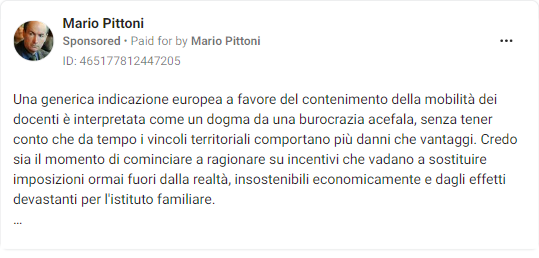 Mario Pittoni
Sponsored • Paid for by Mario Pittoni
ID: 465177812447205
Una generica indicazione europea a favore del contenimento della mobilità dei
docenti è interpretata come un dogma da una burocrazia acefala, senza tener
conto che da tempo i vincoli territoriali comportano più danni che vantaggi. Credo
sia il momento di cominciare a ragionare su incentivi che vadano a sostituire
imposizioni ormai fuori dalla realtà, insostenibili economicamente e dagli effetti
devastanti per l'istituto familiare.
...